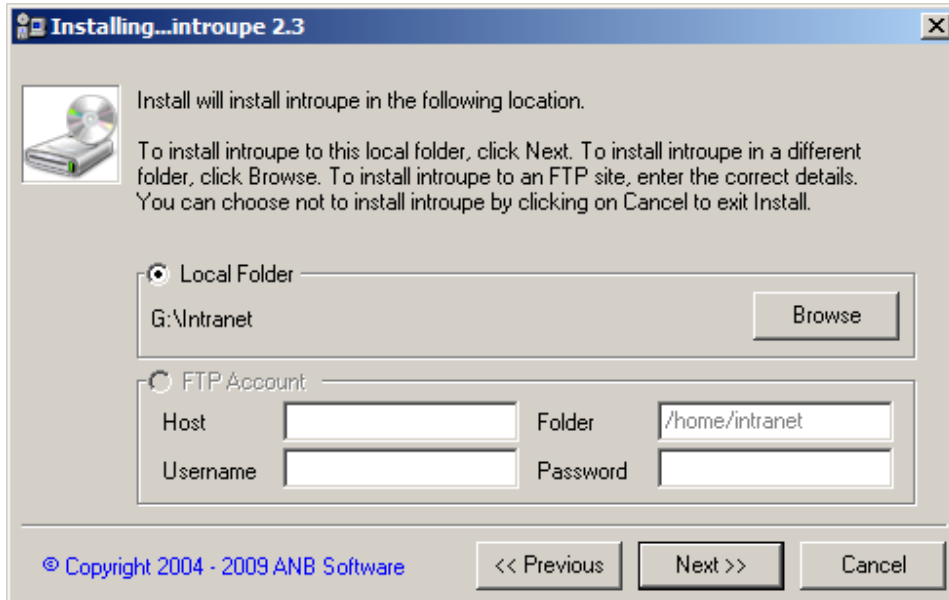 Installing...introupe 2.3
Install will install introupe in the following location.
To install introupe to this local folder, click Next. To install introupe in a different
folder, click Browse. To install introupe to an FTP site, enter the correct details.
You can choose not to install introupe by clicking on Cancel to exit Install.
Local Folder
G:\Intranet
Browse
FTP Account
Host
Folder
/home/intranet
Username
Password
© Copyright 2004 - 2009 ANB Software
<< Previous
Next >>
Cancel